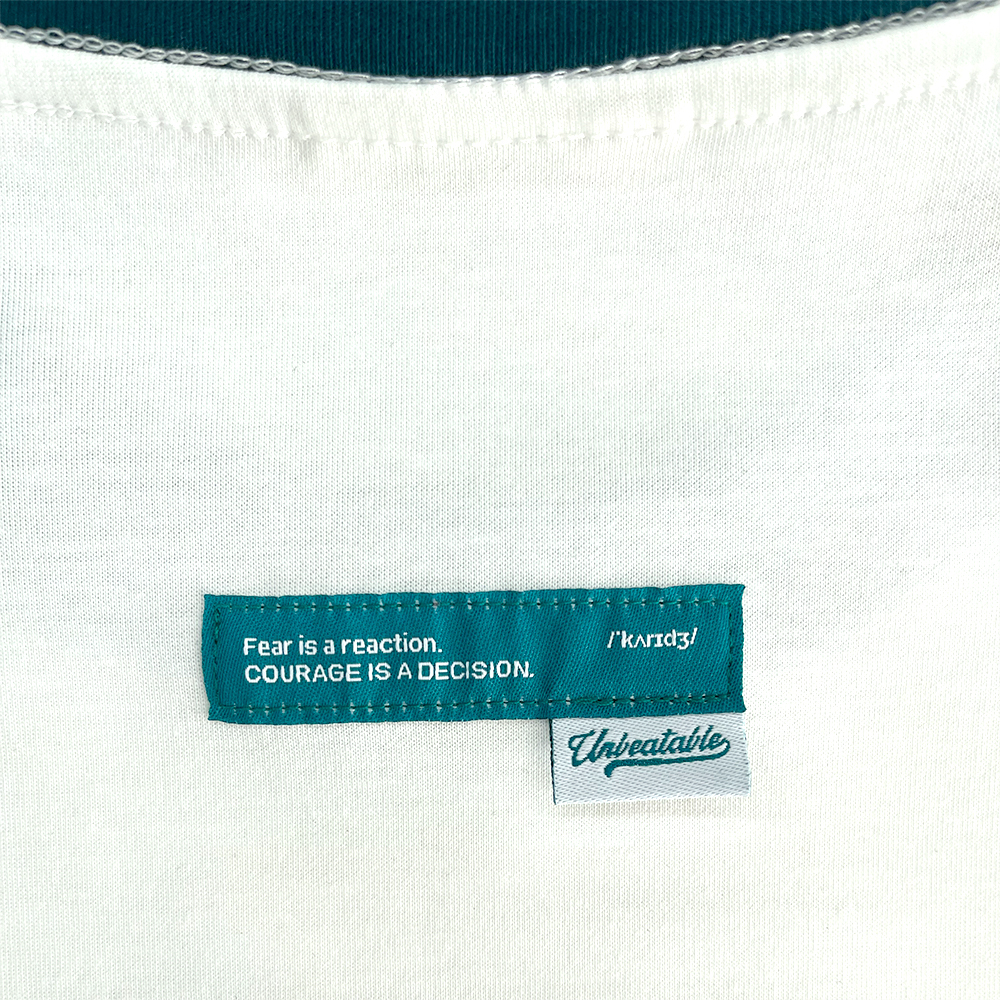 Fear is a reaction.
COURAGE IS A DECISION.
/ˈkʌrɪdʒ/
Unbeatable